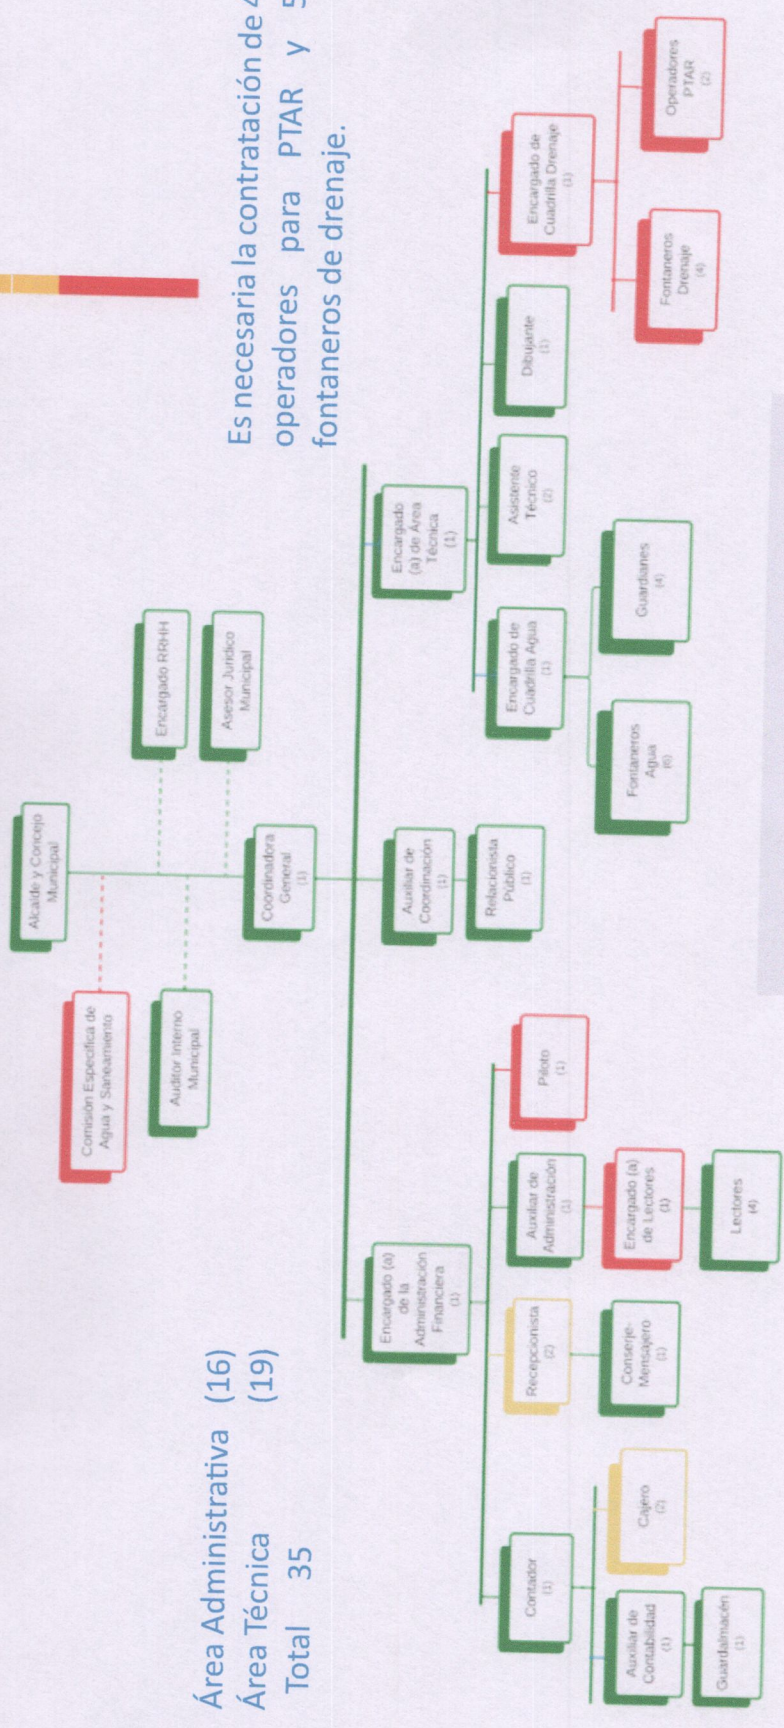 Es necesaria la contratación de
operadores para PTAR y
fontaneros de drenaje.
Área Administrativa (16)
Área Técnica (19)
Total 35
Alcalde y Concejo
Municipal
Comisión Específica de
Agua y Saneamiento
Encargado RRHH
Auditor Interno
Municipal
Asesor Jurídico
Municipal
Coordinadora
General
(1)
Encargado (a)
de la
Administración
Financiera
(1)
Auxiliar de
Coordinación
(1)
Relacionista
Público
(1)
Encargado
(a) de Área
Técnica
(1)
Contador
(1)
Recepcionista
(2)
Auxiliar de
Administración
(1)
Piloto
(1)
Auxiliar de
Contabilidad
(1)
Cajero
(2)
Conserje-
Mensajero
(1)
Encargado (a)
de Lectores
(1)
Guardalmacén
(1)
Lectores
(4)
Encargado de
Cuadrilla Agua
(1)
Asistente
Técnico
(2)
Dibujante
(1)
Encargado de
Cuadrilla Drenaje
(1)
Fontaneros
Agua
(6)
Guardianes
(4)
Fontaneros
Drenaje
(4)
Operadores
PTAR
(2)